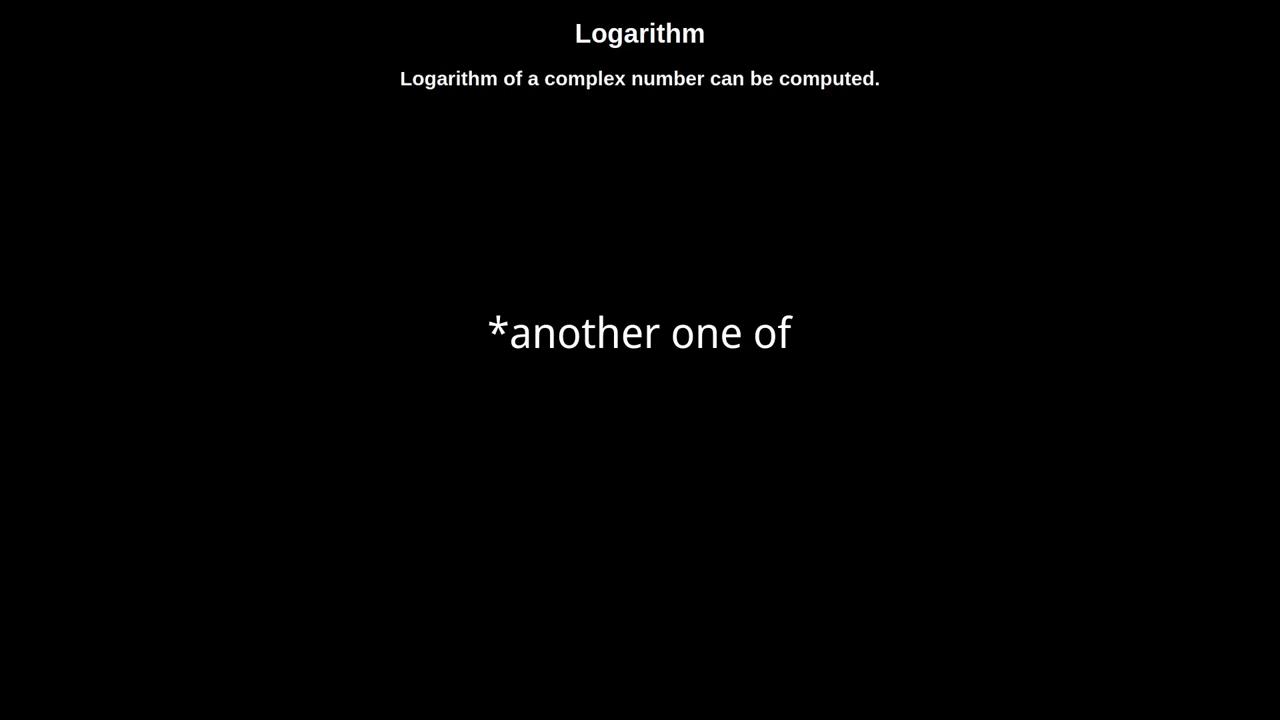 Logarithm
Logarithm of a complex number can be computed.
*another one of